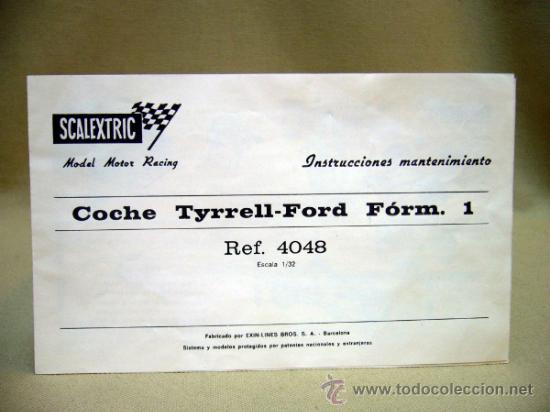 SCALEXTRIC
Model Motor Racing
Instrucciones mantenimiento
Coche Tyrrell-Ford Fórm. 1
Ref. 4048
Escala 1/32
Fabricado por EXIN-LINES BROS. S. A. - Barcelona
Sistema y modelos protegidos por patentes nacionales y extranjeras
www.todocoleccion.net